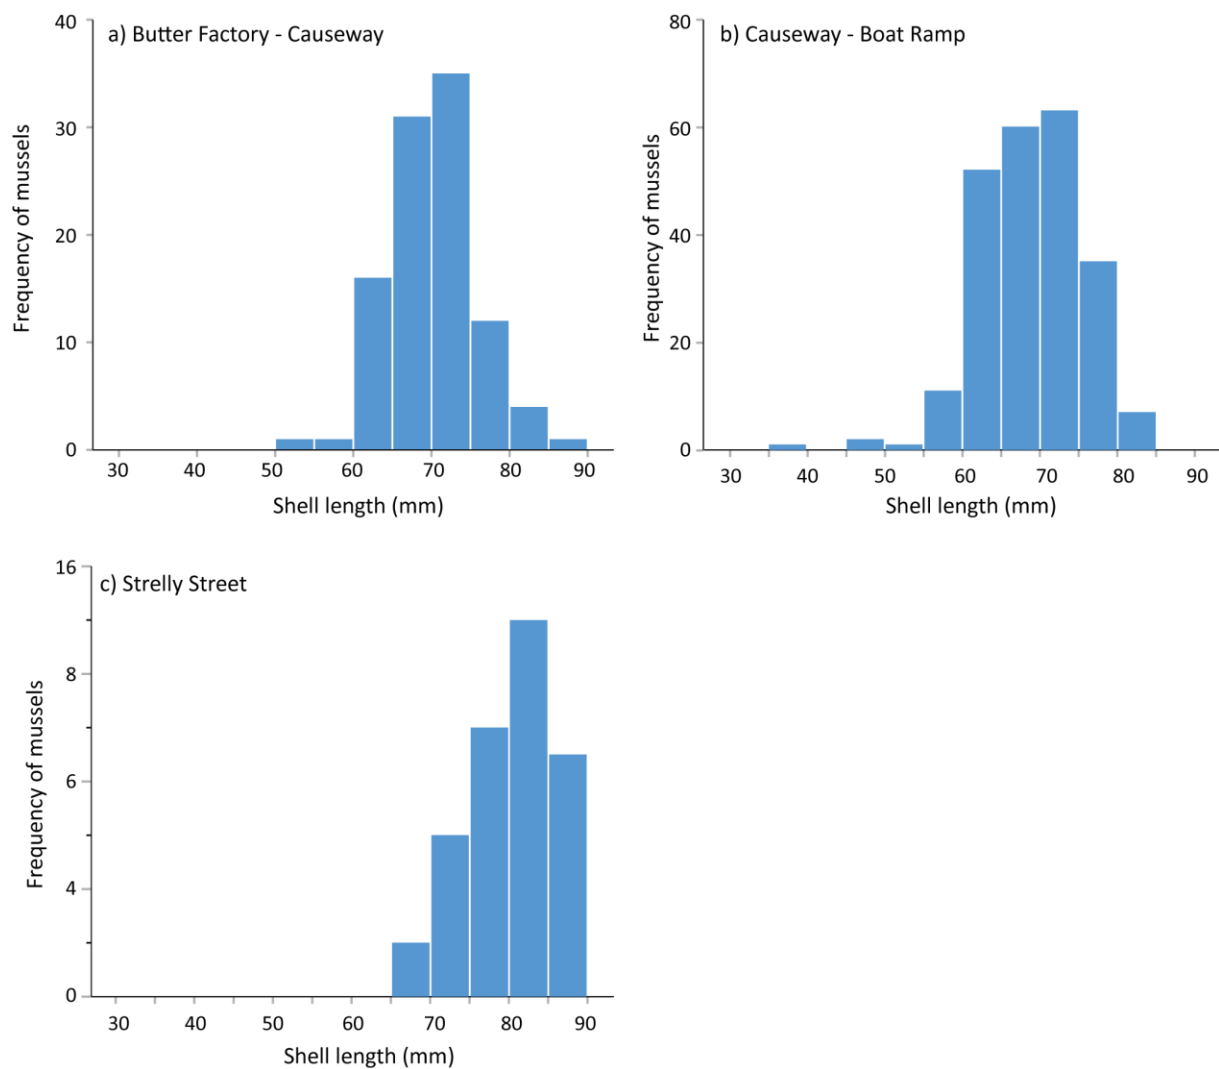 a) Butter Factory - Causeway
40
30
20
10
0
Frequency of mussels
30 40 50 60 70 80 90
Shell length (mm)
b) Causeway - Boat Ramp
80
60
40
20
0
Frequency of mussels
30 40 50 60 70 80 90
Shell length (mm)
c) Strelly Street
16
8
6
4
0
Frequency of mussels
30 40 50 60 70 80 90
Shell length (mm)